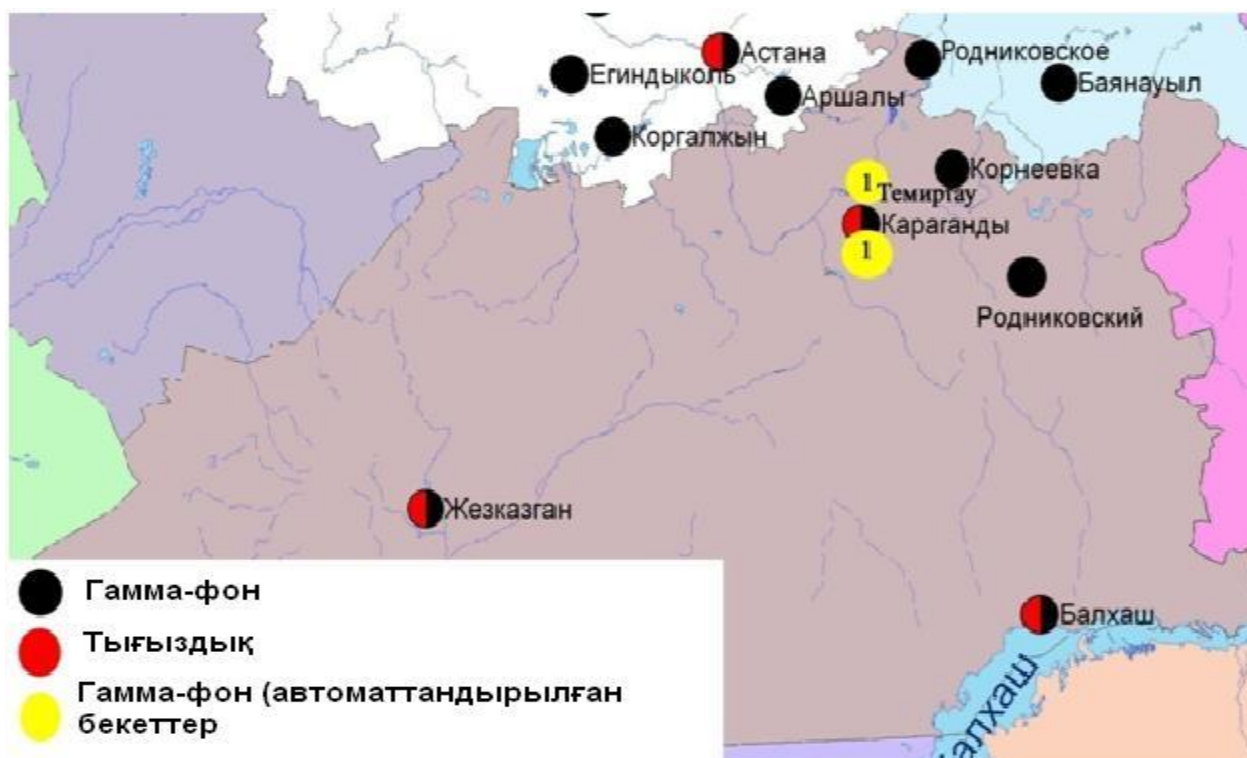 Астана
Родниковское
Егиндыколь
Баянауыл
Аршалы
Коргалжын
Корнеевка
1
Темиртау
Караганды
1
Родниковский
Жезказган
Балхаш
Гамма-фон
Тығыздық
Гамма-фон (автоматтандырылған
бекеттер